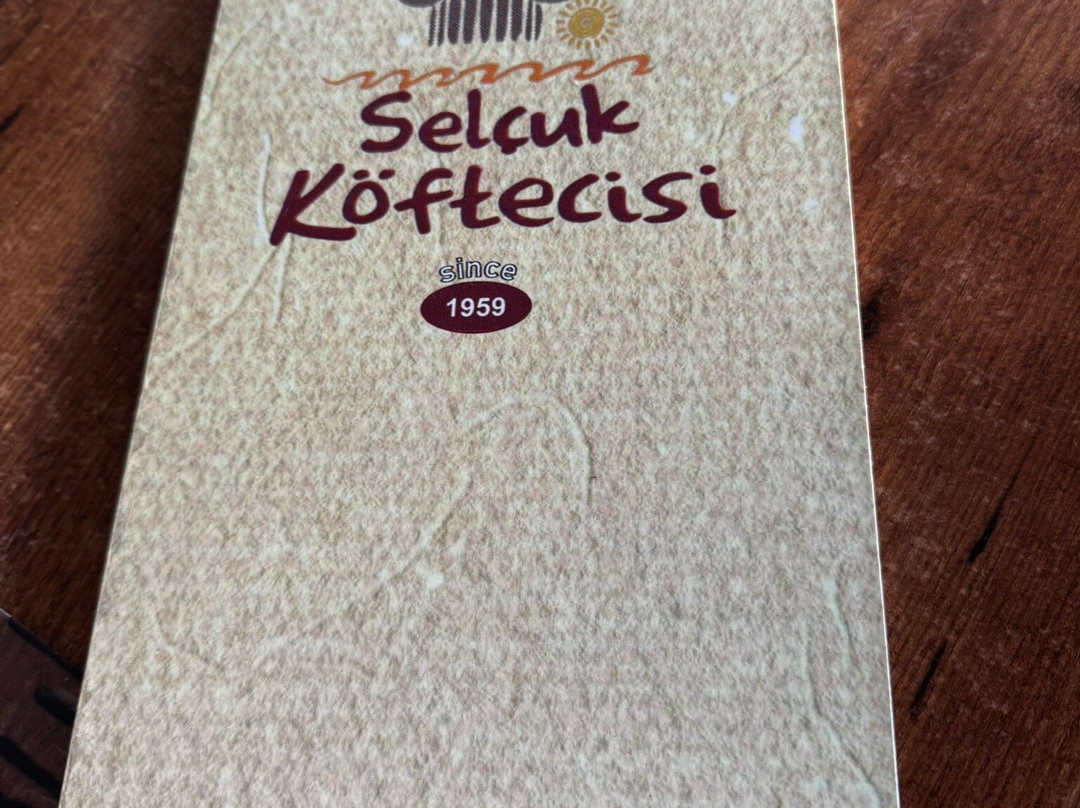 Selçuk
Köftecisi
since
1959